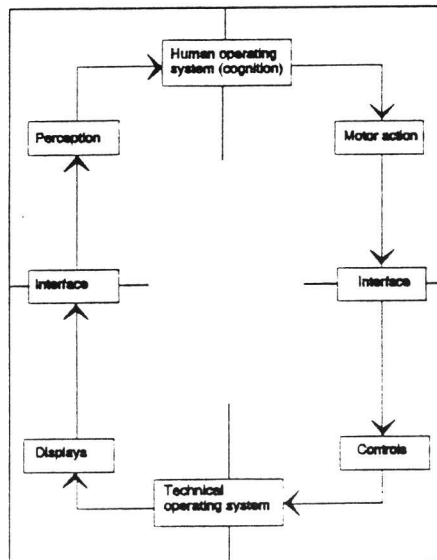 Human operating
system (cognition)
Perception
Motor action
Interface
Interface
Displays
Controls
Technical
operating system